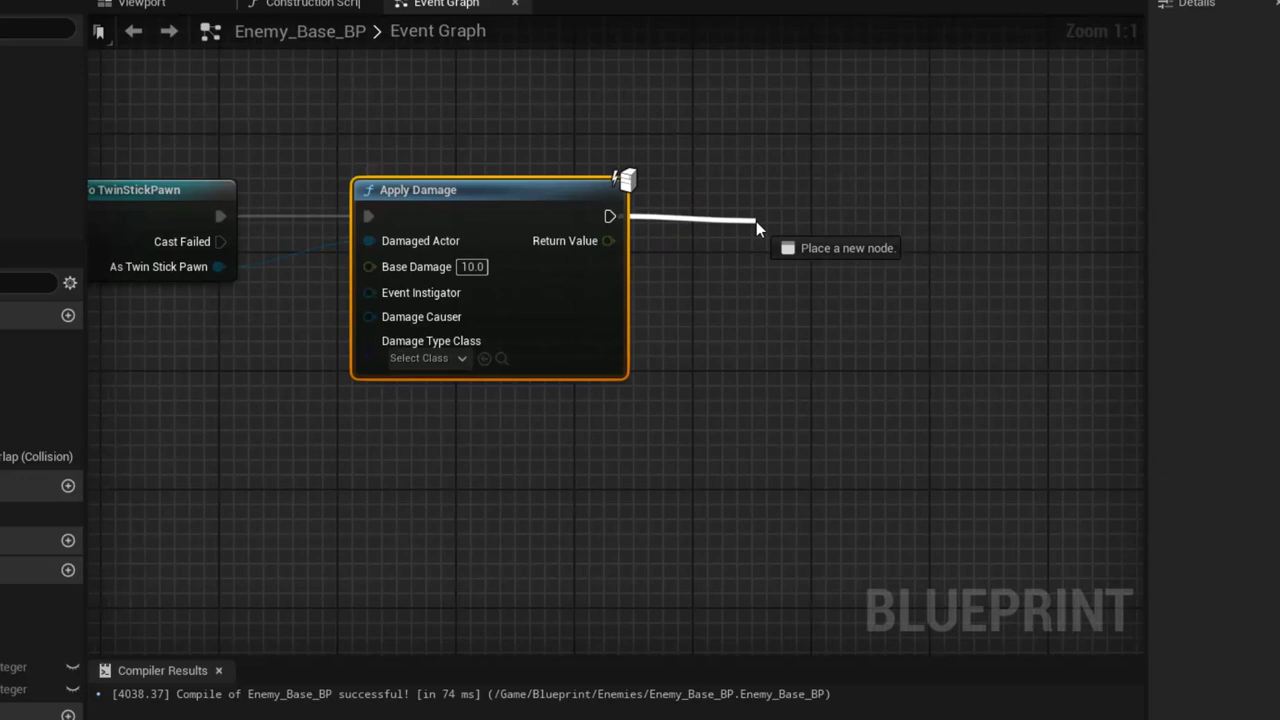 Viewport
Construction Scri
Event Graph
Details
Enemy_Base_BP > Event Graph
Zoom 1:1
o TwinStickPawn
Cast Failed
As Twin Stick Pawn
Apply Damage
Damaged Actor
Return Value
Base Damage 10.0
Event Instigator
Damage Causer
Damage Type Class
Select Class
Place a new node.
rlap (Collision)
teger
teger
BLUEPRINT
Compiler Results
[4038.37] Compile of Enemy_Base_BP successful! [in 74 ms] (/Game/Blueprint/Enemies/Enemy_Base_BP.Enemy_Base_BP)